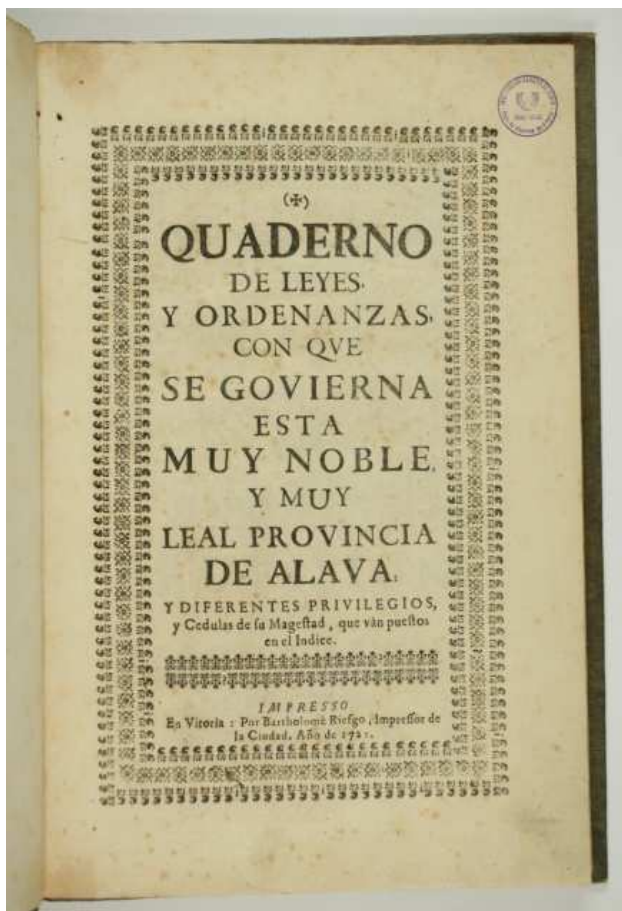 (✠)
QUADERNO
DE LEYES,
Y ORDENANZAS,
CON QVE
SE GOVIERNA
ESTA
MUY NOBLE,
Y MUY
LEAL PROVINCIA
DE ALAVA,
Y DIFERENTES PRIVILEGIOS,
y Cedulas de ſu Mageſtad, que ván pueſtos
en el Indice.
IMPRESSO
En Vitoria: Por Bartholomè Rieſgo, Impreſſor de
la Ciudad. Año de 1721.